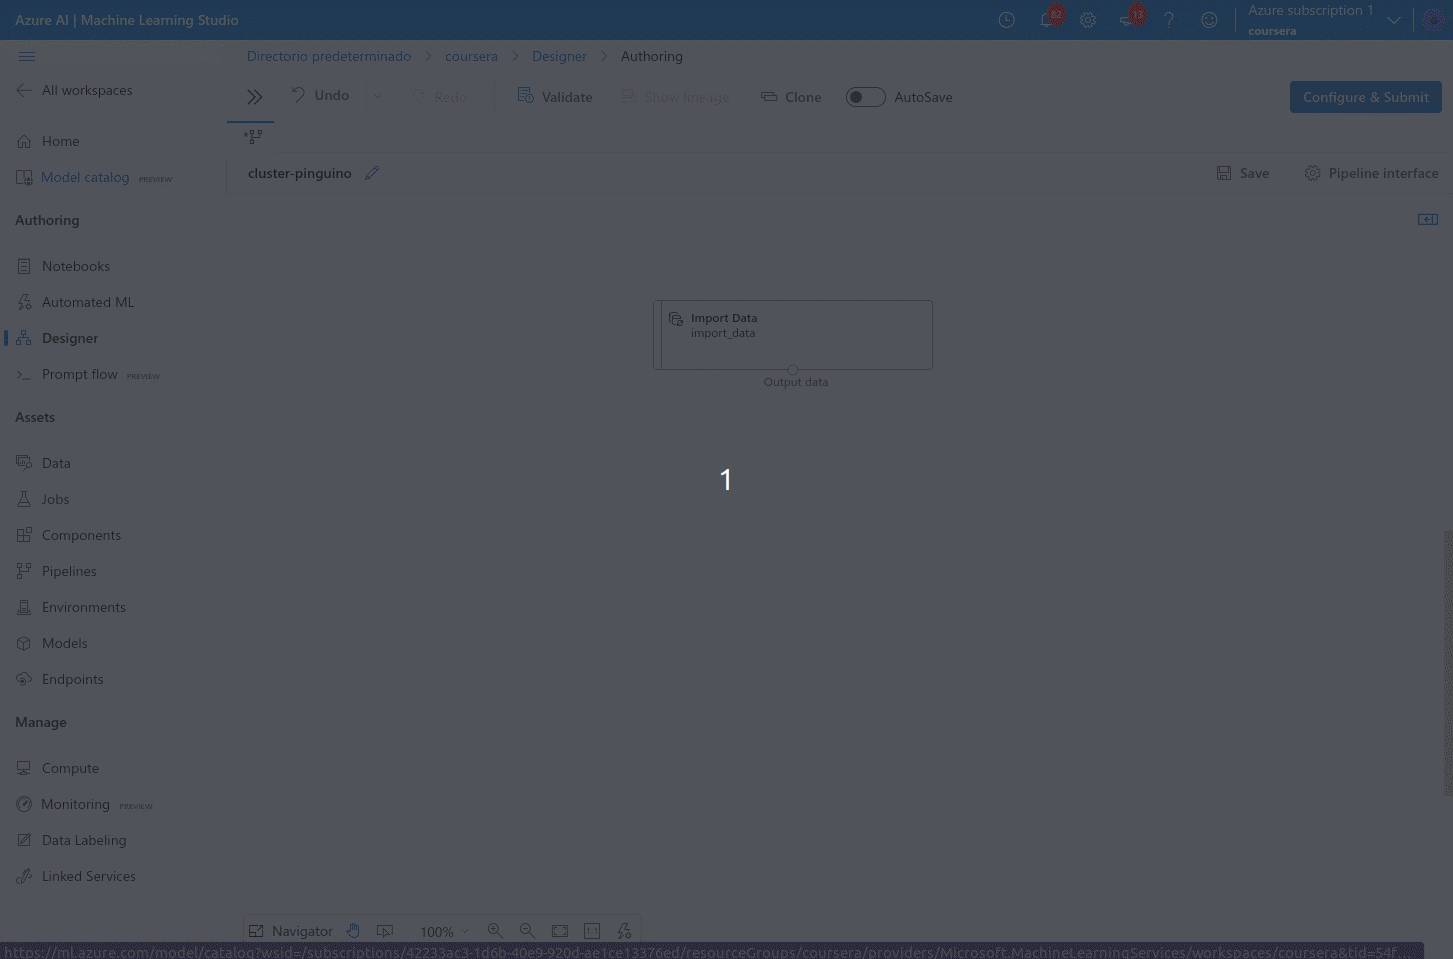 Azure AI | Machine Learning Studio
62
13
?
Azure subscription 1
coursera
Directorio predeterminado > coursera > Designer > Authoring
All workspaces
Undo
Redo
Validate
Show lineage
Clone
AutoSave
Configure & Submit
Home
Model catalog PREVIEW
cluster-pinguino
Save
Pipeline interface
Authoring
Notebooks
Automated ML
Designer
Prompt flow PREVIEW
Import Data
import_data
Output data
Assets
Data
Jobs
Components
Pipelines
Environments
Models
Endpoints
1
Manage
Compute
Monitoring PREVIEW
Data Labeling
Linked Services
Navigator
100%
1:1
https://ml.azure.com/model/catalog?wsid=/subscriptions/42233ac3-1d6b-40e9-920d-ae1ce13376ed/resourceGroups/coursera/providers/Microsoft.MachineLearningServices/workspaces/coursera&tid=54f...